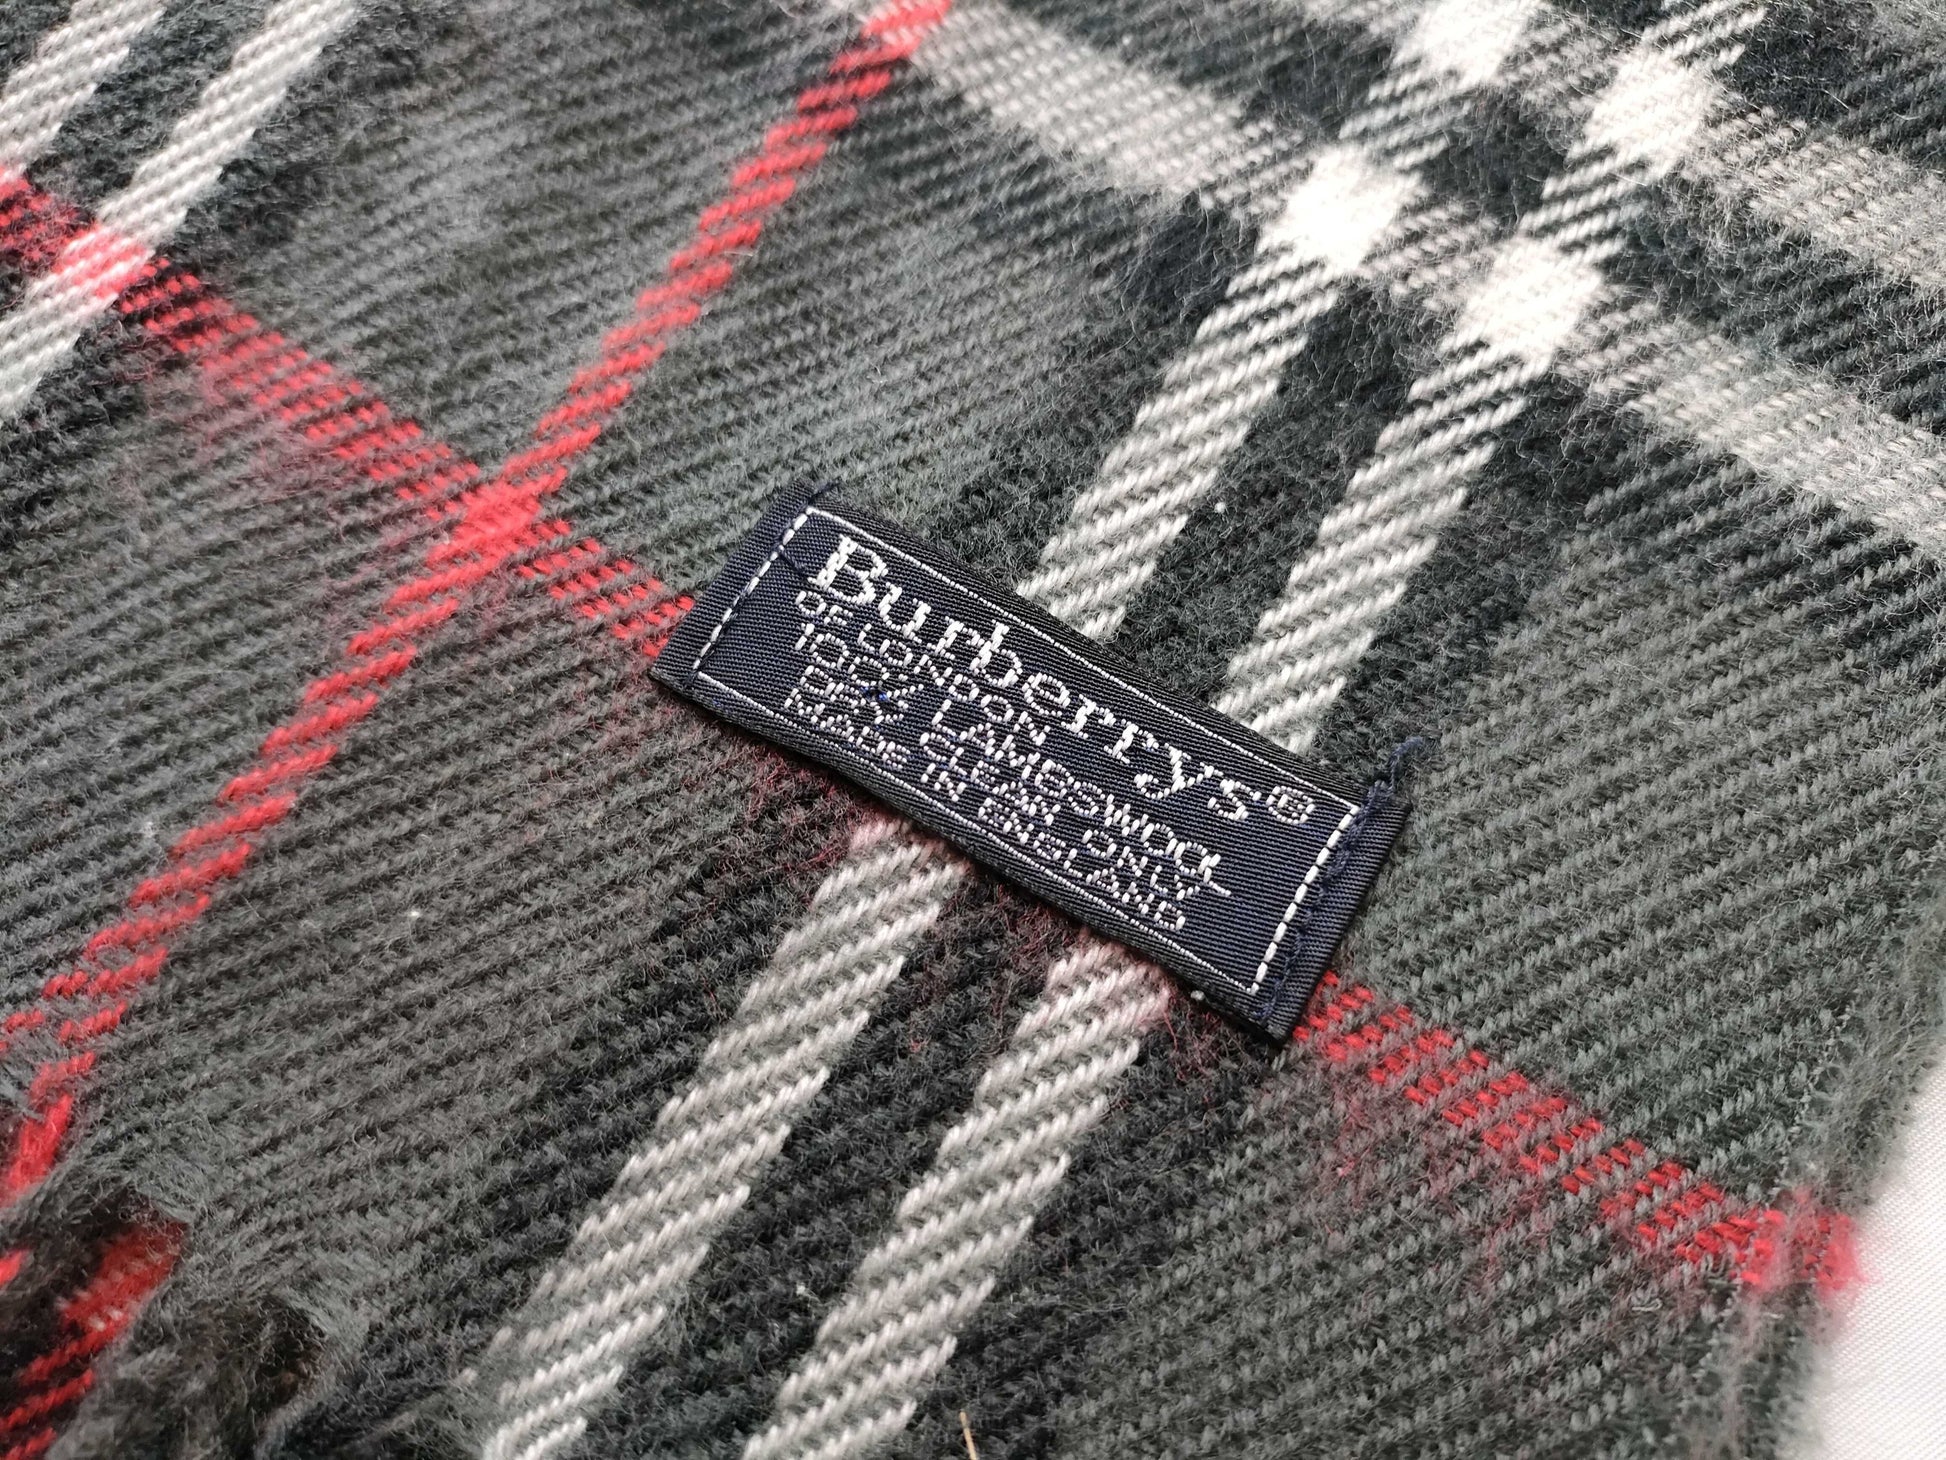 Burberrys®
OF LONDON
100% LAMBSWOOL
DRY CLEAN ONLY
MADE IN ENGLAND